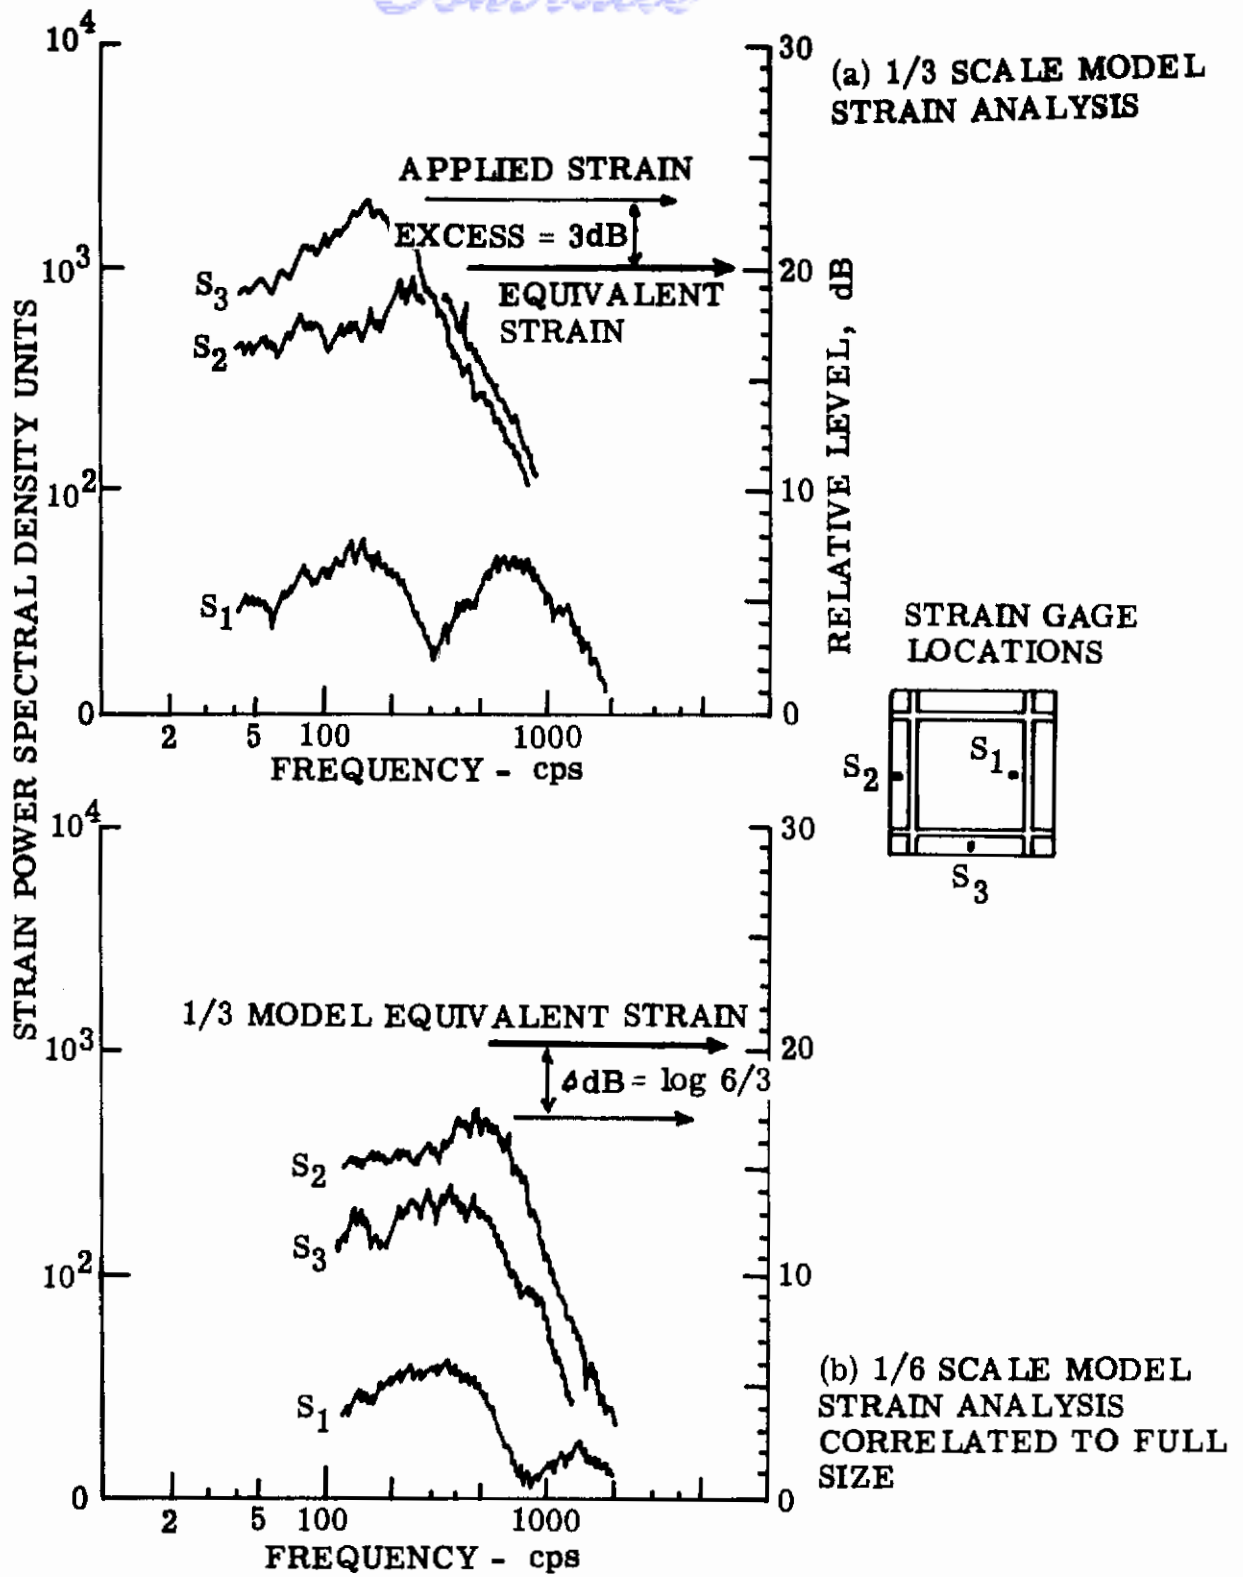 10^4
10^3
10^2
0
30
20
10
0
(a) 1/3 SCALE MODEL
STRAIN ANALYSIS
APPLIED STRAIN
EXCESS = 3dB
EQUIVALENT
STRAIN
S3
S2
S1
2 5 100 1000
FREQUENCY - cps
STRAIN POWER SPECTRAL DENSITY UNITS
RELATIVE LEVEL, dB
STRAIN GAGE
LOCATIONS
S2
S1
S3
10^4
10^3
10^2
0
30
20
10
0
1/3 MODEL EQUIVALENT STRAIN
ΔdB = log 6/3
S2
S3
S1
2 5 100 1000
FREQUENCY - cps
(b) 1/6 SCALE MODEL
STRAIN ANALYSIS
CORRELATED TO FULL
SIZE